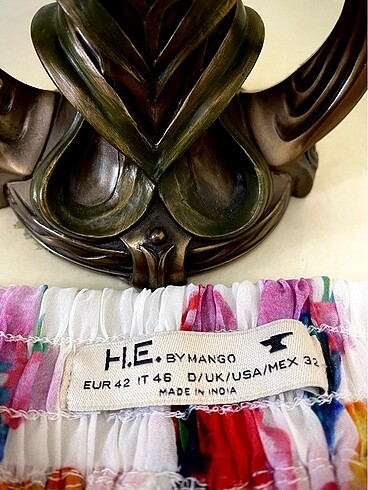 H.E. BY MANGO
EUR 42 IT 46 D/UK/USA/MEX 32
MADE IN INDIA